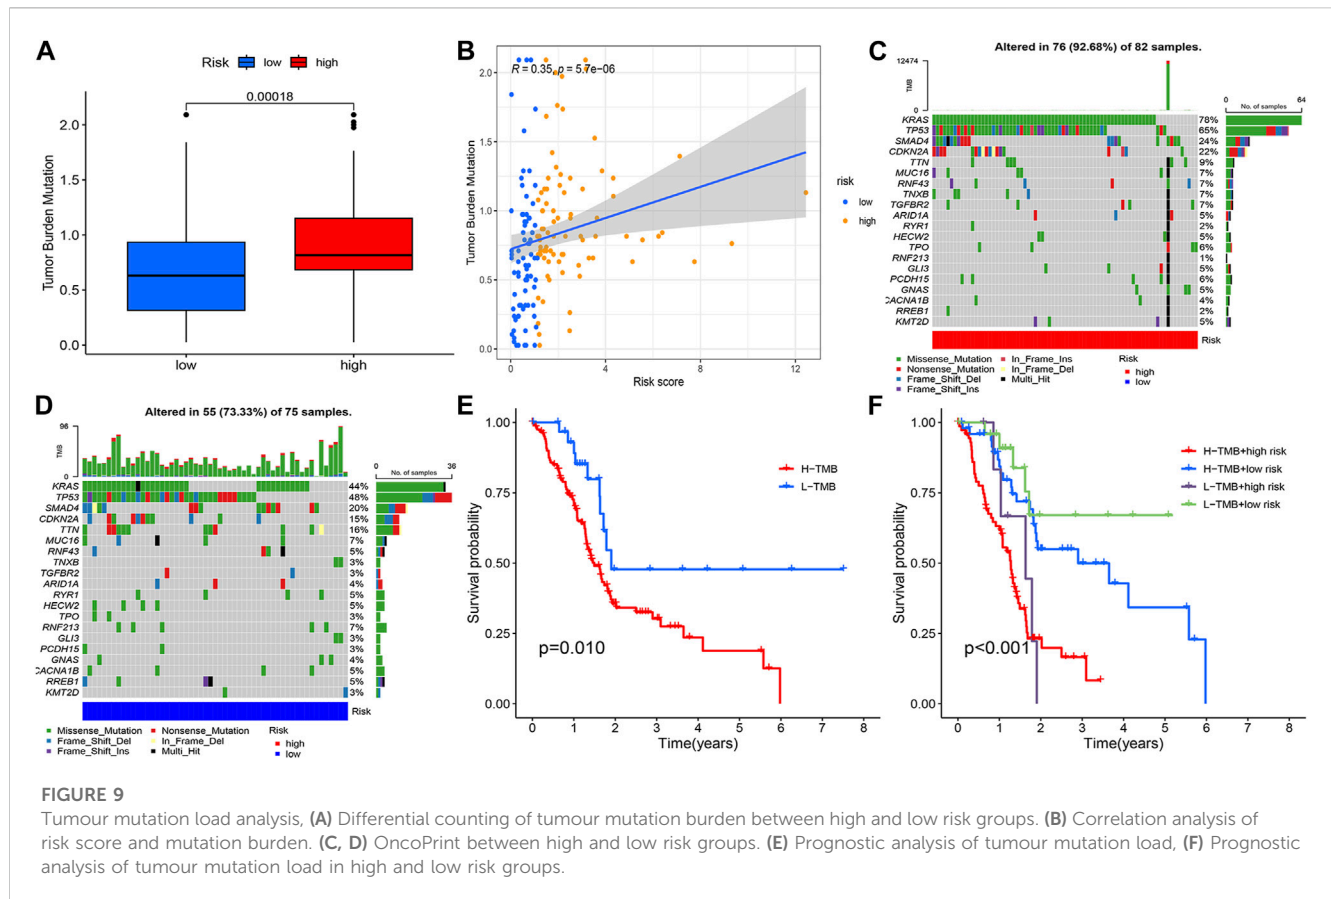 A
Risk low high
0.00018
Tumor Burden Mutation
2.0
1.5
1.0
0.5
0.0
low
high
B
R = 0.35, p = 5.7e−06
Tumor Burden Mutation
2.0
1.5
1.0
0.5
0.0
0
4
8
12
Risk score
risk
low
high
C
Altered in 76 (92.68%) of 82 samples.
12474
TMB
0
0
64
No. of samples
KRAS 78%
TP53 65%
SMAD4 24%
CDKN2A 22%
TTN 9%
MUC16 7%
RNF43 7%
TNXB 7%
TGFBR2 7%
ARID1A 5%
RYR1 2%
HECW2 5%
TPO 6%
RNF213 1%
GLI3 5%
PCDH15 6%
GNAS 5%
CACNA1B 4%
RREB1 2%
KMT2D 5%
Risk
Missense_Mutation
Nonsense_Mutation
Frame_Shift_Del
Frame_Shift_Ins
In_Frame_Ins
In_Frame_Del
Multi_Hit
Risk
high
low
D
Altered in 55 (73.33%) of 75 samples.
96
TMB
0
0
38
No. of samples
KRAS 44%
TP53 48%
SMAD4 20%
CDKN2A 15%
TTN 16%
MUC16 7%
RNF43 5%
TNXB 3%
TGFBR2 3%
ARID1A 4%
RYR1 5%
HECW2 5%
TPO 3%
RNF213 7%
GLI3 3%
PCDH15 3%
GNAS 4%
CACNA1B 5%
RREB1 5%
KMT2D 3%
Risk
Missense_Mutation
Frame_Shift_Del
Frame_Shift_Ins
Nonsense_Mutation
In_Frame_Del
Multi_Hit
Risk
high
low
E
Survival probability
1.00
0.75
0.50
0.25
0.00
H−TMB
L−TMB
p=0.010
0 1 2 3 4 5 6 7 8
Time(years)
F
Survival probability
1.00
0.75
0.50
0.25
0.00
H−TMB+high risk
H−TMB+low risk
L−TMB+high risk
L−TMB+low risk
p<0.001
0 1 2 3 4 5 6 7 8
Time(years)
FIGURE 9
Tumour mutation load analysis, (A) Differential counting of tumour mutation burden between high and low risk groups. (B) Correlation analysis of
risk score and mutation burden. (C, D) OncoPrint between high and low risk groups. (E) Prognostic analysis of tumour mutation load, (F) Prognostic
analysis of tumour mutation load in high and low risk groups.